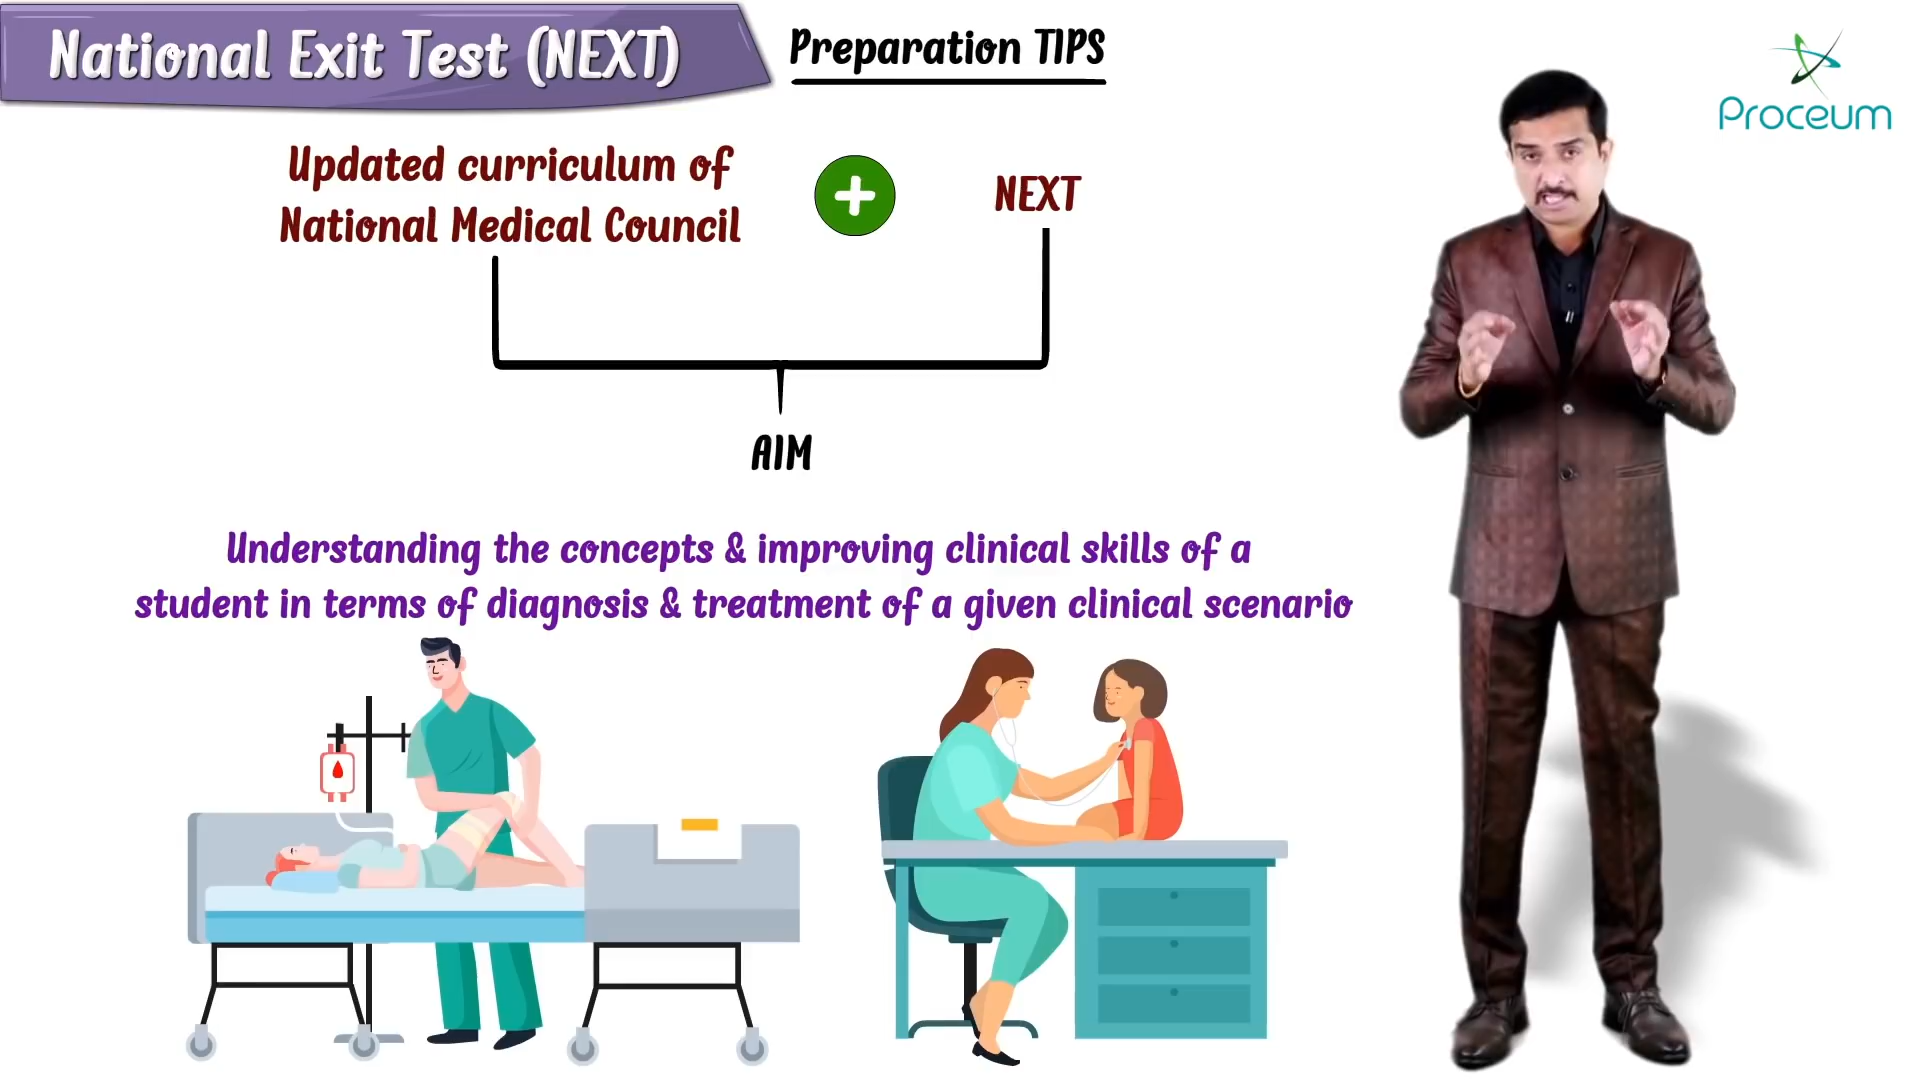 National Exit Test (NEXT)
Preparation TIPS
Proceum
Updated curriculum of
National Medical Council
NEXT
AIM
Understanding the concepts & improving clinical skills of a
student in terms of diagnosis & treatment of a given clinical scenario